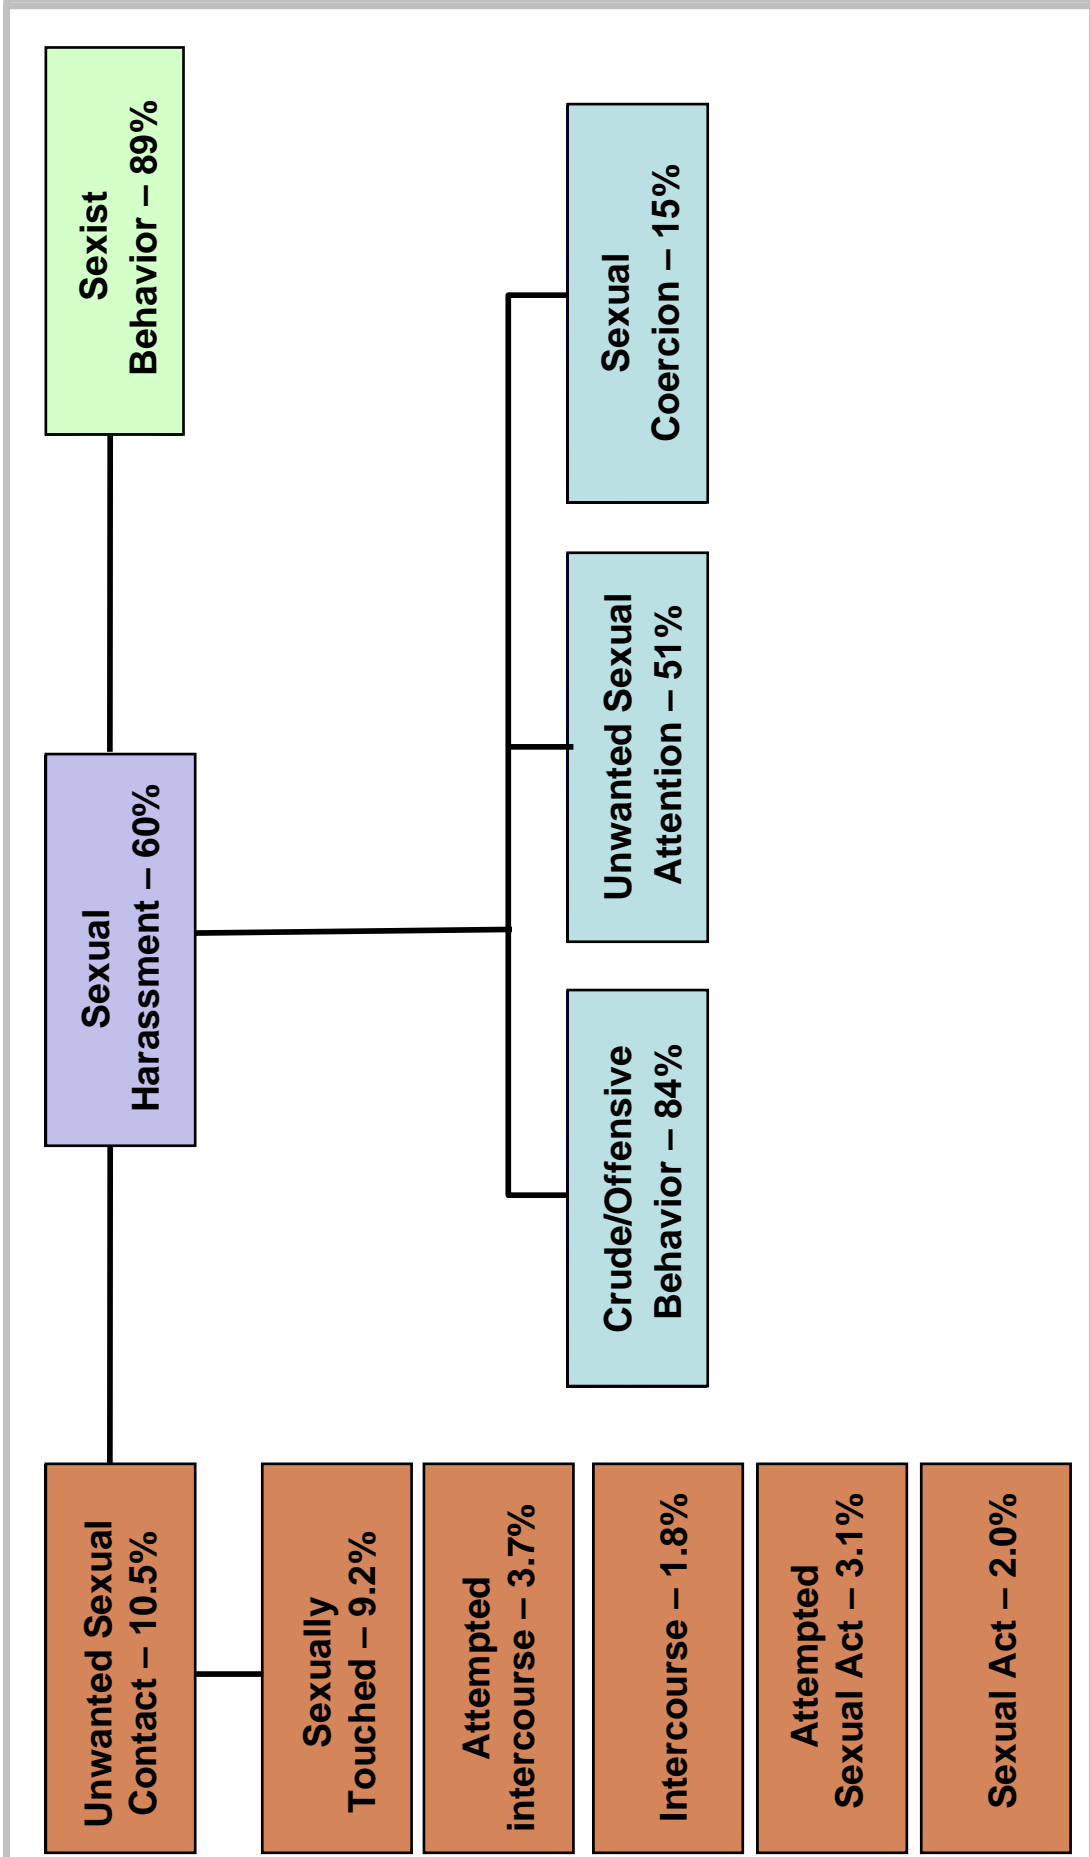 Unwanted Sexual
Contact – 10.5%
Sexual
Harassment – 60%
Sexist
Behavior – 89%
Sexually
Touched – 9.2%
Attempted
intercourse – 3.7%
Intercourse – 1.8%
Attempted
Sexual Act – 3.1%
Sexual Act – 2.0%
Crude/Offensive
Behavior – 84%
Unwanted Sexual
Attention – 51%
Sexual
Coercion – 15%